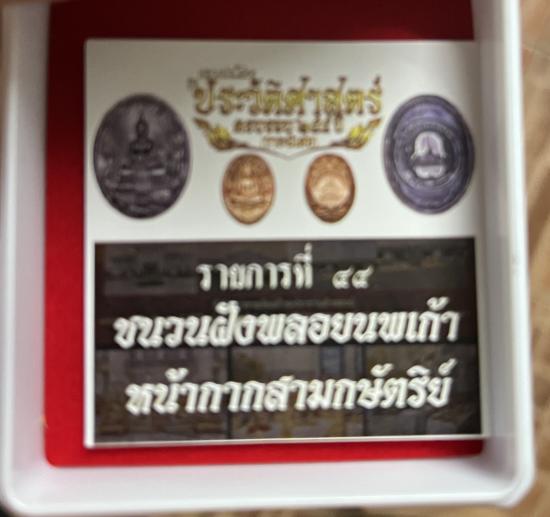 ประวัติศาสตร์
รายการที่ ๔๔
ชนวนฝังพลอยนพเก้า
หน้ากากสามกษัตริย์